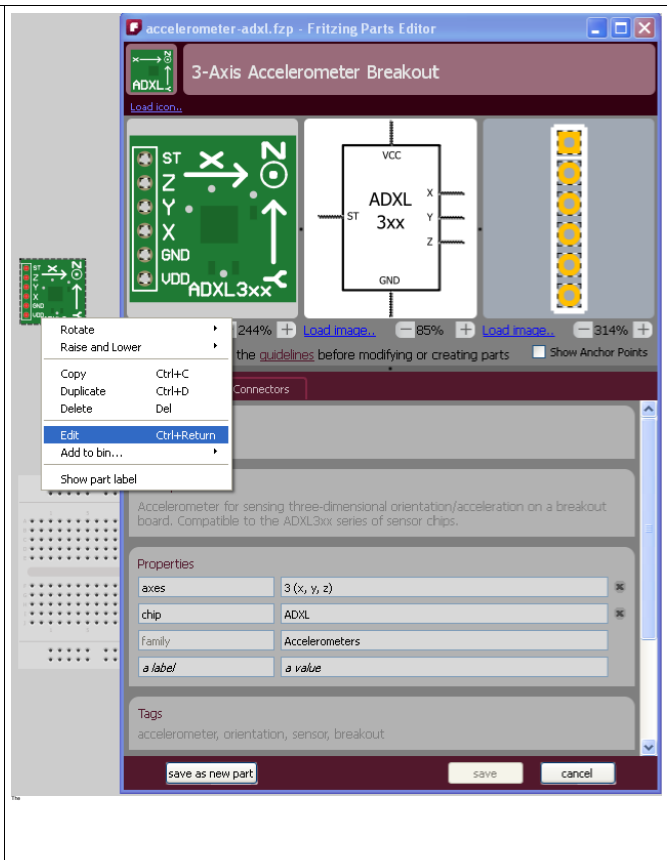 accelerometer-adxl.fzp - Fritzing Parts Editor
ADXL
3-Axis Accelerometer Breakout
Load icon..
ST
Z
Y
X
GND
VDD
ADXL3xx
Z
Y
VCC
ADXL
3xx
X
Y
Z
ST
GND
244%
Load image..
85%
Load image..
314%
the guidelines before modifying or creating parts
Show Anchor Points
ST
Z
Y
X
GND
VDD
Rotate
Raise and Lower
Copy Ctrl+C
Duplicate Ctrl+D
Delete Del
Edit Ctrl+Return
Add to bin...
Show part label
Connectors
Accelerometer for sensing three-dimensional orientation/acceleration on a breakout
board. Compatible to the ADXL3xx series of sensor chips.
Properties
axes 3 (x, y, z)
chip ADXL
family Accelerometers
a label a value
Tags
accelerometer, orientation, sensor, breakout
save as new part save cancel
The